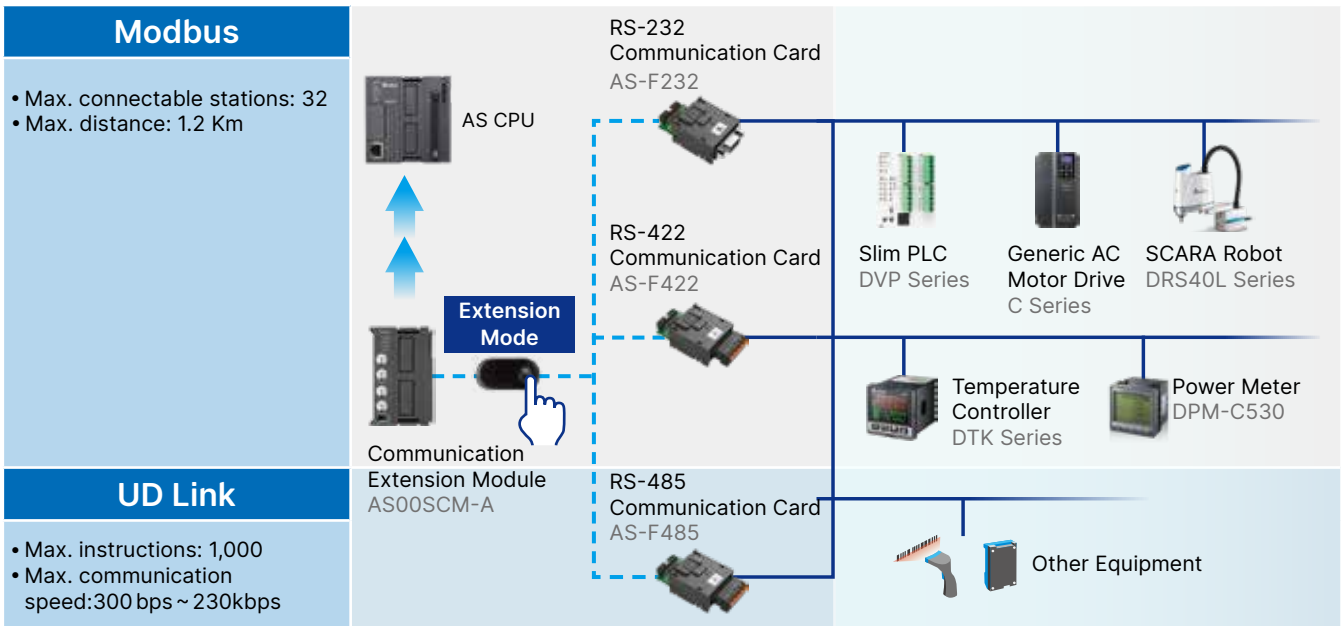 Modbus
• Max. connectable stations: 32
• Max. distance: 1.2 Km
UD Link
• Max. instructions: 1,000
• Max. communication
speed:300 bps ~ 230kbps
AS CPU
Extension
Mode
Communication
Extension Module
AS00SCM-A
RS-232
Communication Card
AS-F232
RS-422
Communication Card
AS-F422
RS-485
Communication Card
AS-F485
Slim PLC
DVP Series
Generic AC
Motor Drive
C Series
SCARA Robot
DRS40L Series
Temperature
Controller
DTK Series
Power Meter
DPM-C530
Other Equipment